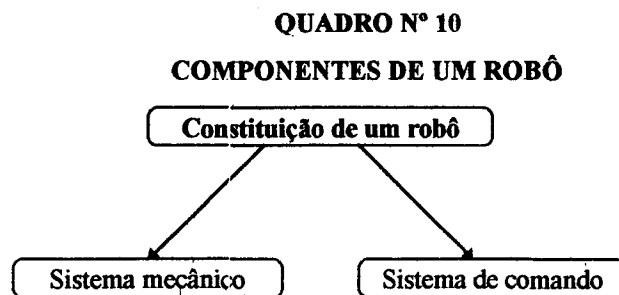 QUADRO Nº 10
COMPONENTES DE UM ROBÔ
Constituição de um robô
Sistema mecânico
Sistema de comando